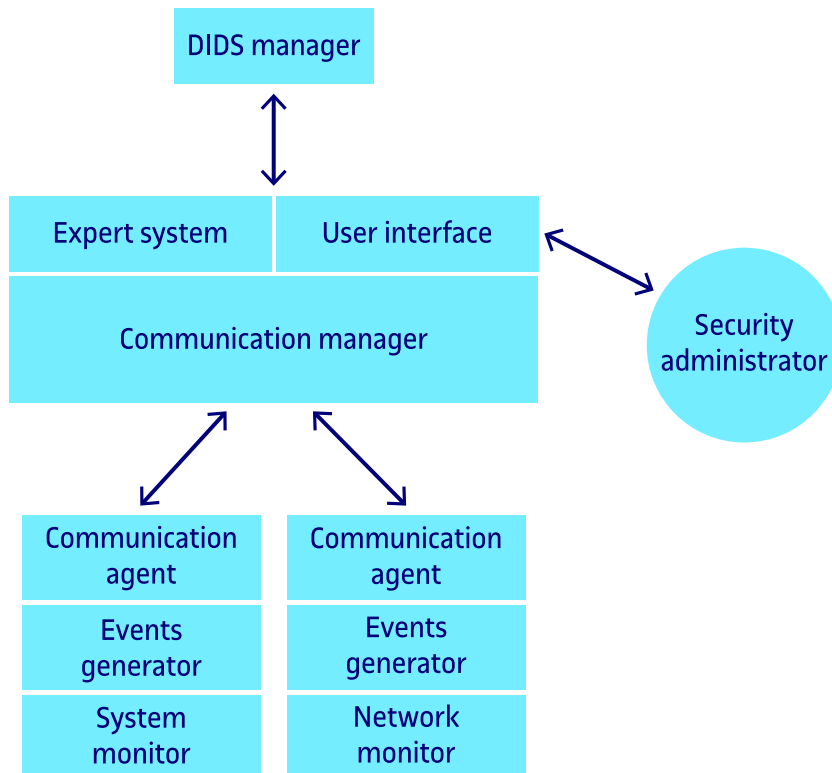 DIDS manager
Expert system
User interface
Communication manager
Security
administrator
Communication
agent
Events
generator
System
monitor
Communication
agent
Events
generator
Network
monitor